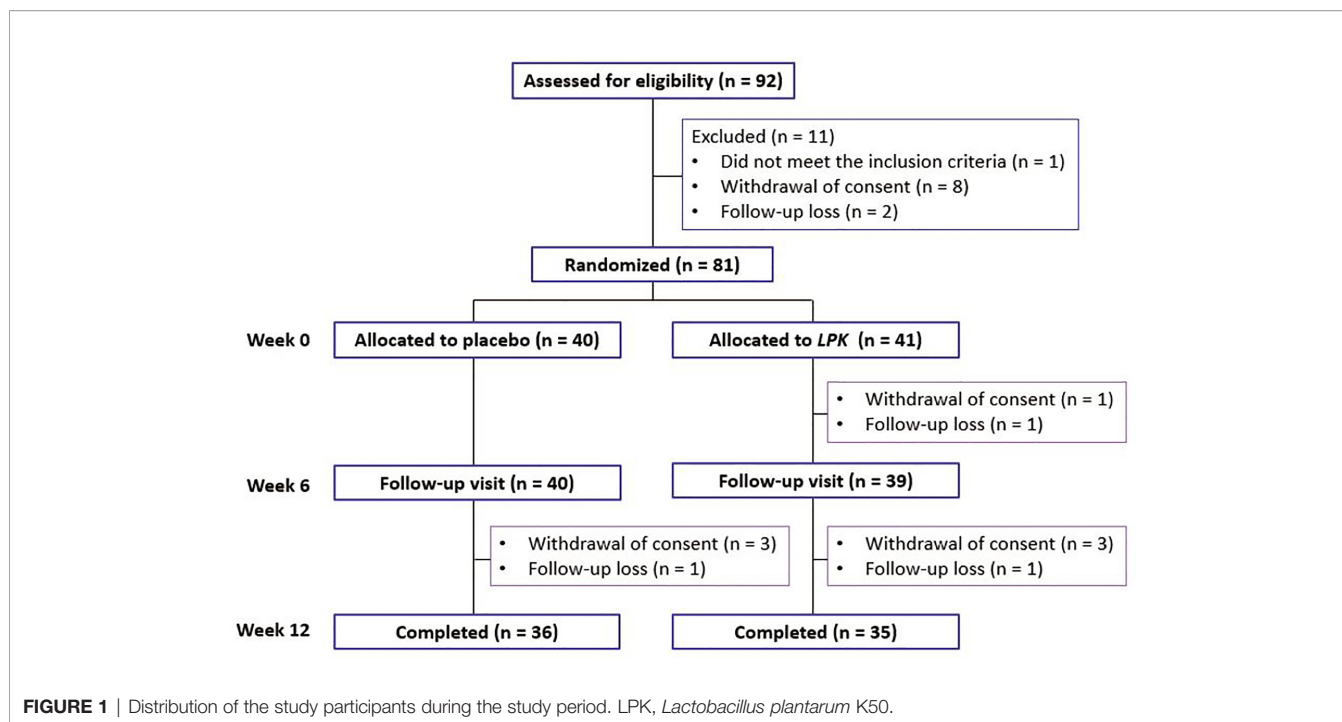 Assessed for eligibility (n = 92)
Excluded (n = 11)
• Did not meet the inclusion criteria (n = 1)
• Withdrawal of consent (n = 8)
• Follow-up loss (n = 2)
Randomized (n = 81)
Week 0
Allocated to placebo (n = 40)
Allocated to LPK (n = 41)
• Withdrawal of consent (n = 1)
• Follow-up loss (n = 1)
Week 6
Follow-up visit (n = 40)
Follow-up visit (n = 39)
• Withdrawal of consent (n = 3)
• Follow-up loss (n = 1)
• Withdrawal of consent (n = 3)
• Follow-up loss (n = 1)
Week 12
Completed (n = 36)
Completed (n = 35)
FIGURE 1 | Distribution of the study participants during the study period. LPK, Lactobacillus plantarum K50.